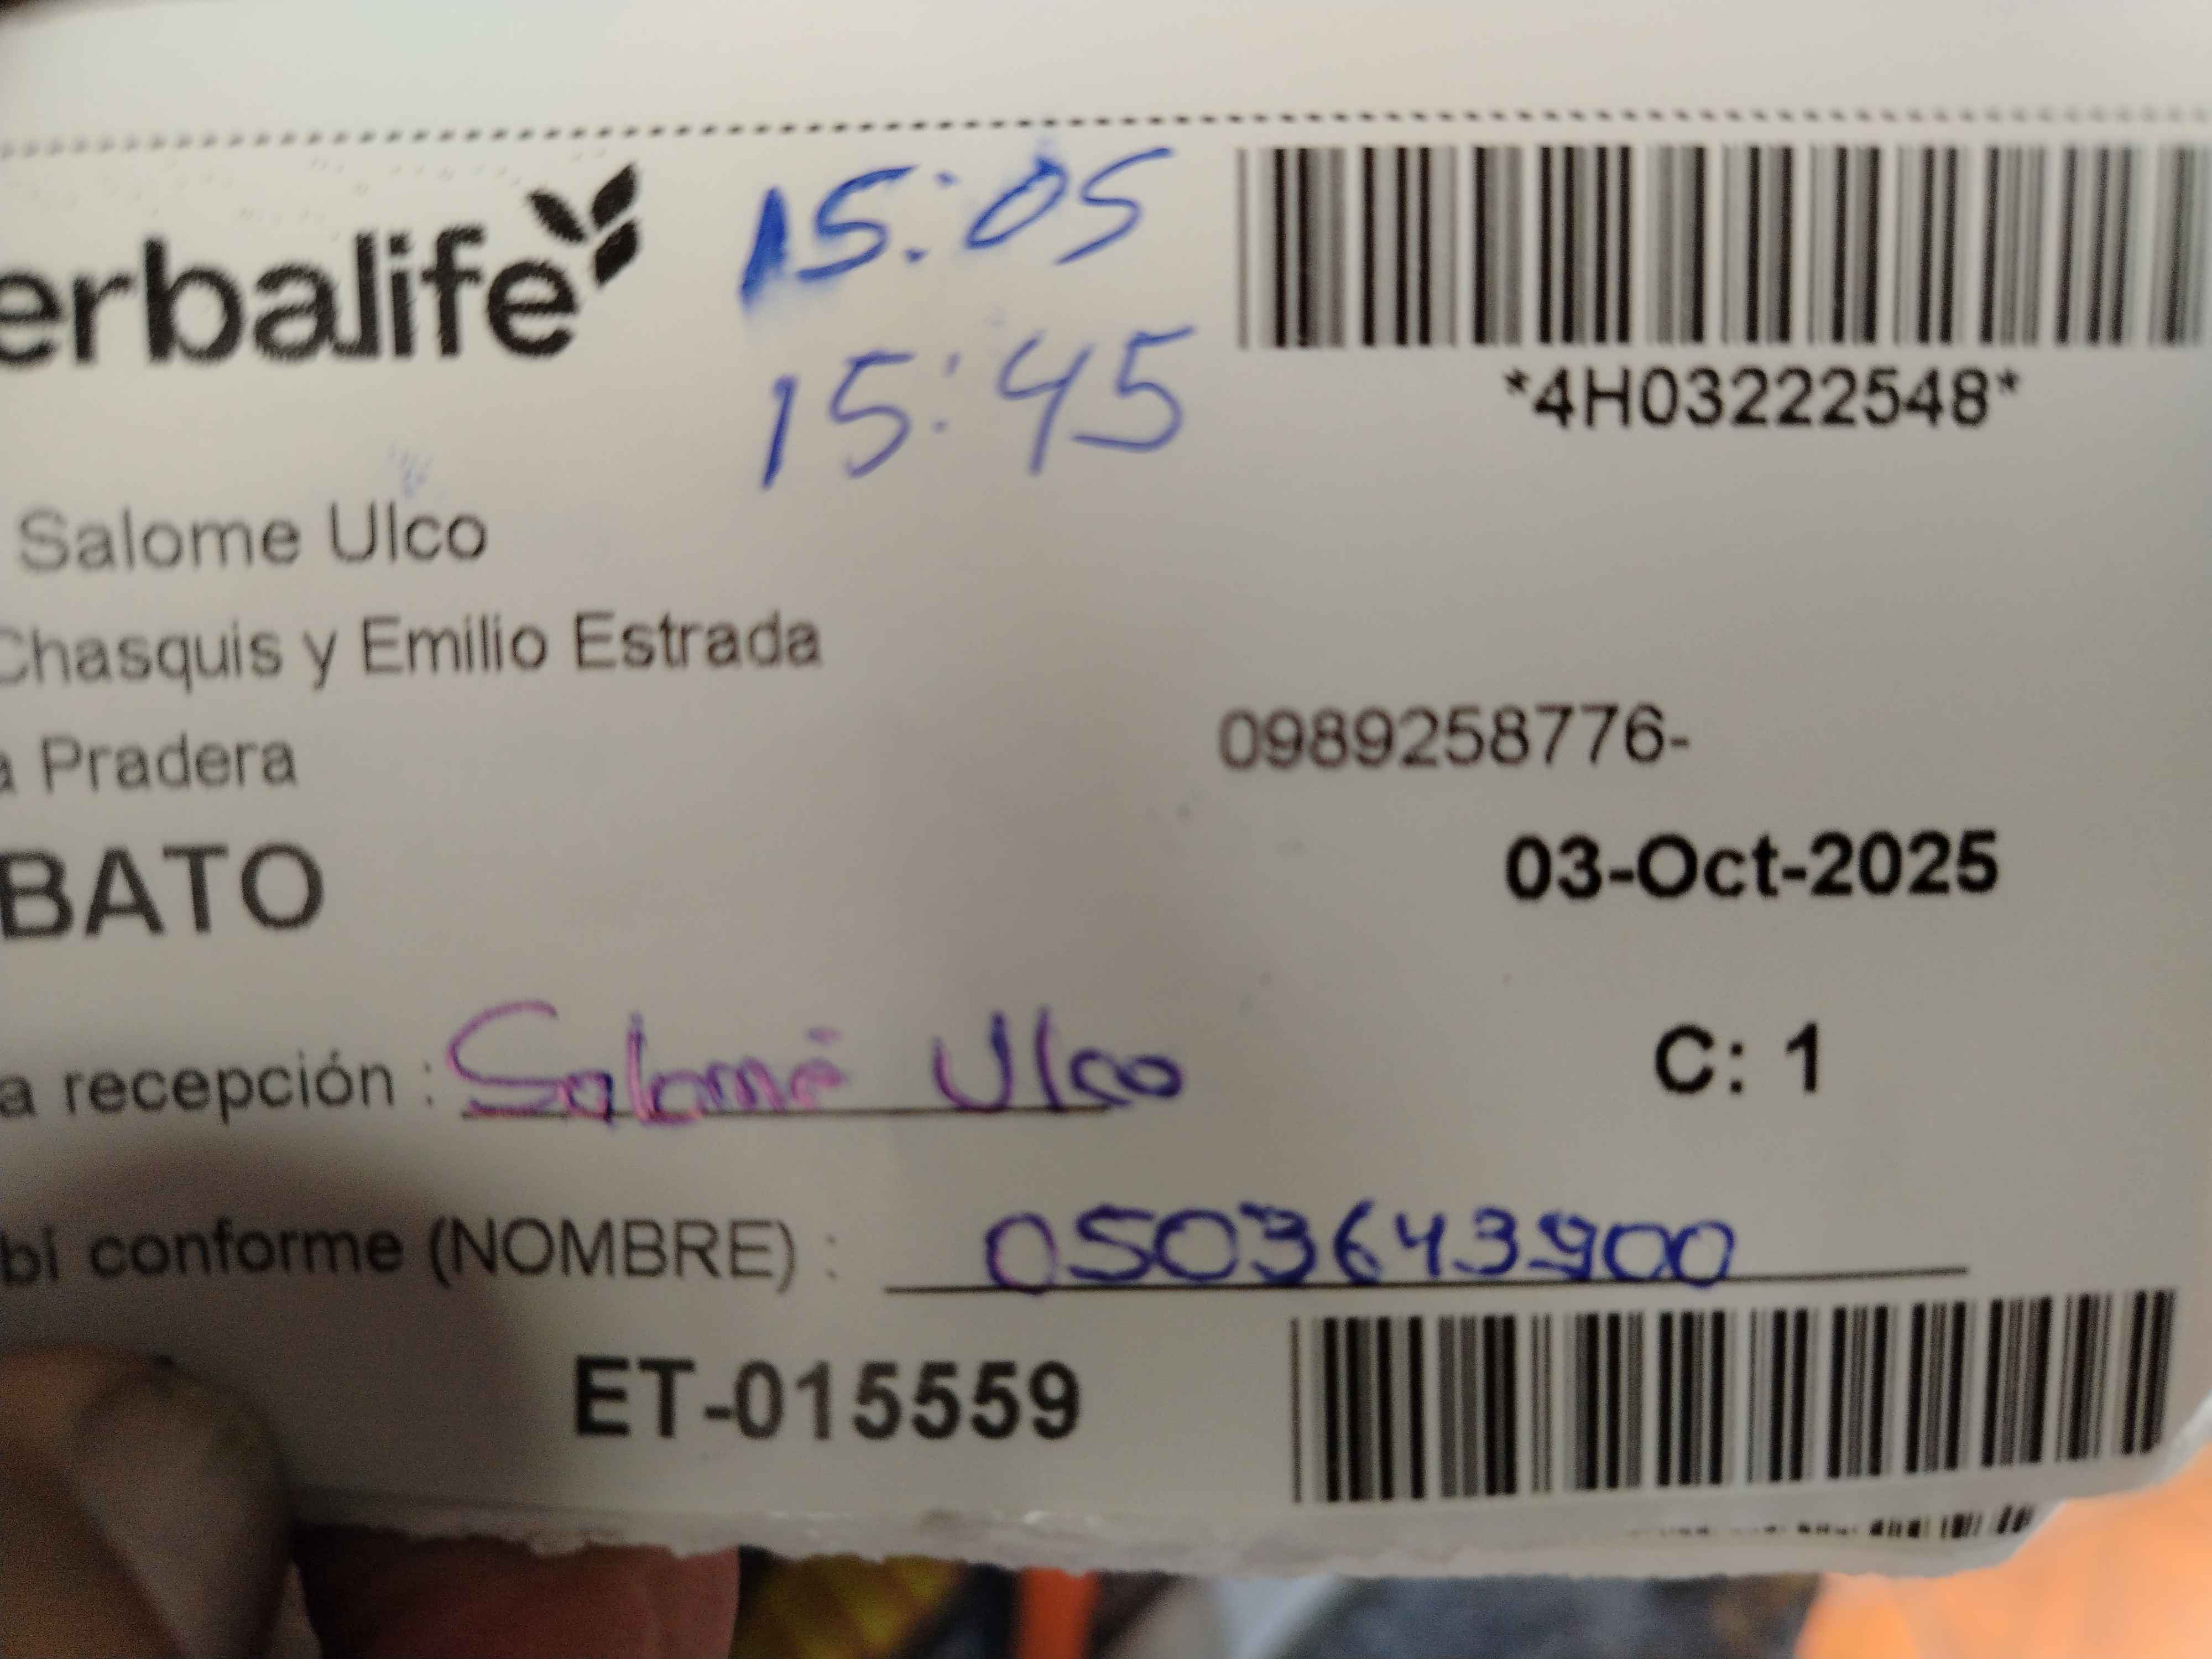 erbalife
15:05
15:45
*4H03222548*
Salome Ulco
Chasquis y Emilio Estrada
a Pradera
0989258776-
BATO
03-Oct-2025
a recepción : Salomé Ulco
C: 1
bí conforme (NOMBRE) : 0503643900
ET-015559